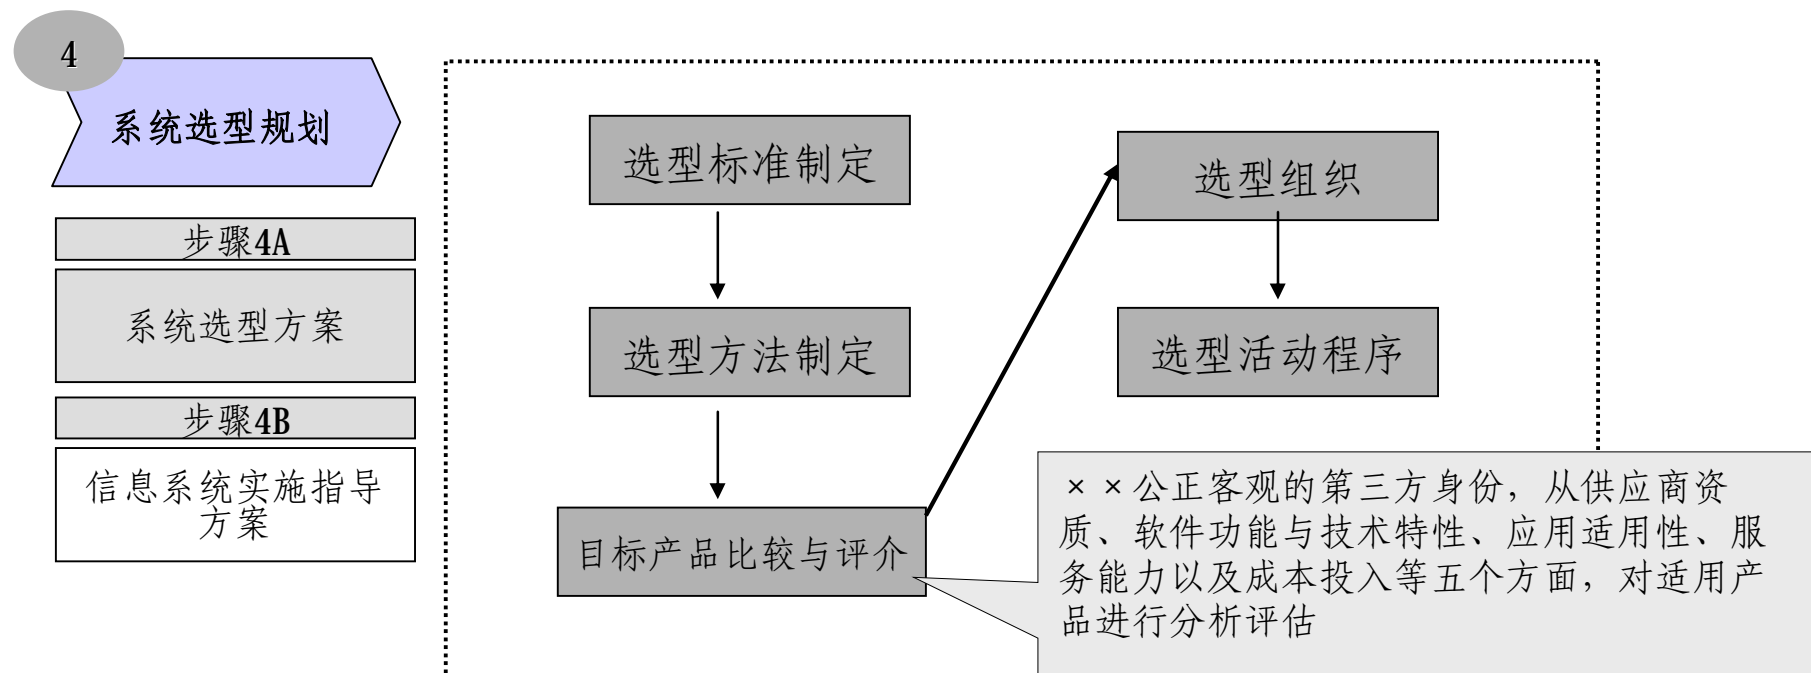 4
系统选型规划
步骤4A
系统选型方案
步骤4B
信息系统实施指导
方案
选型标准制定
选型方法制定
目标产品比较与评介
选型组织
选型活动程序
××公正客观的第三方身份，从供应商资
质、软件功能与技术特性、应用适用性、服
务能力以及成本投入等五个方面，对适用产
品进行分析评估